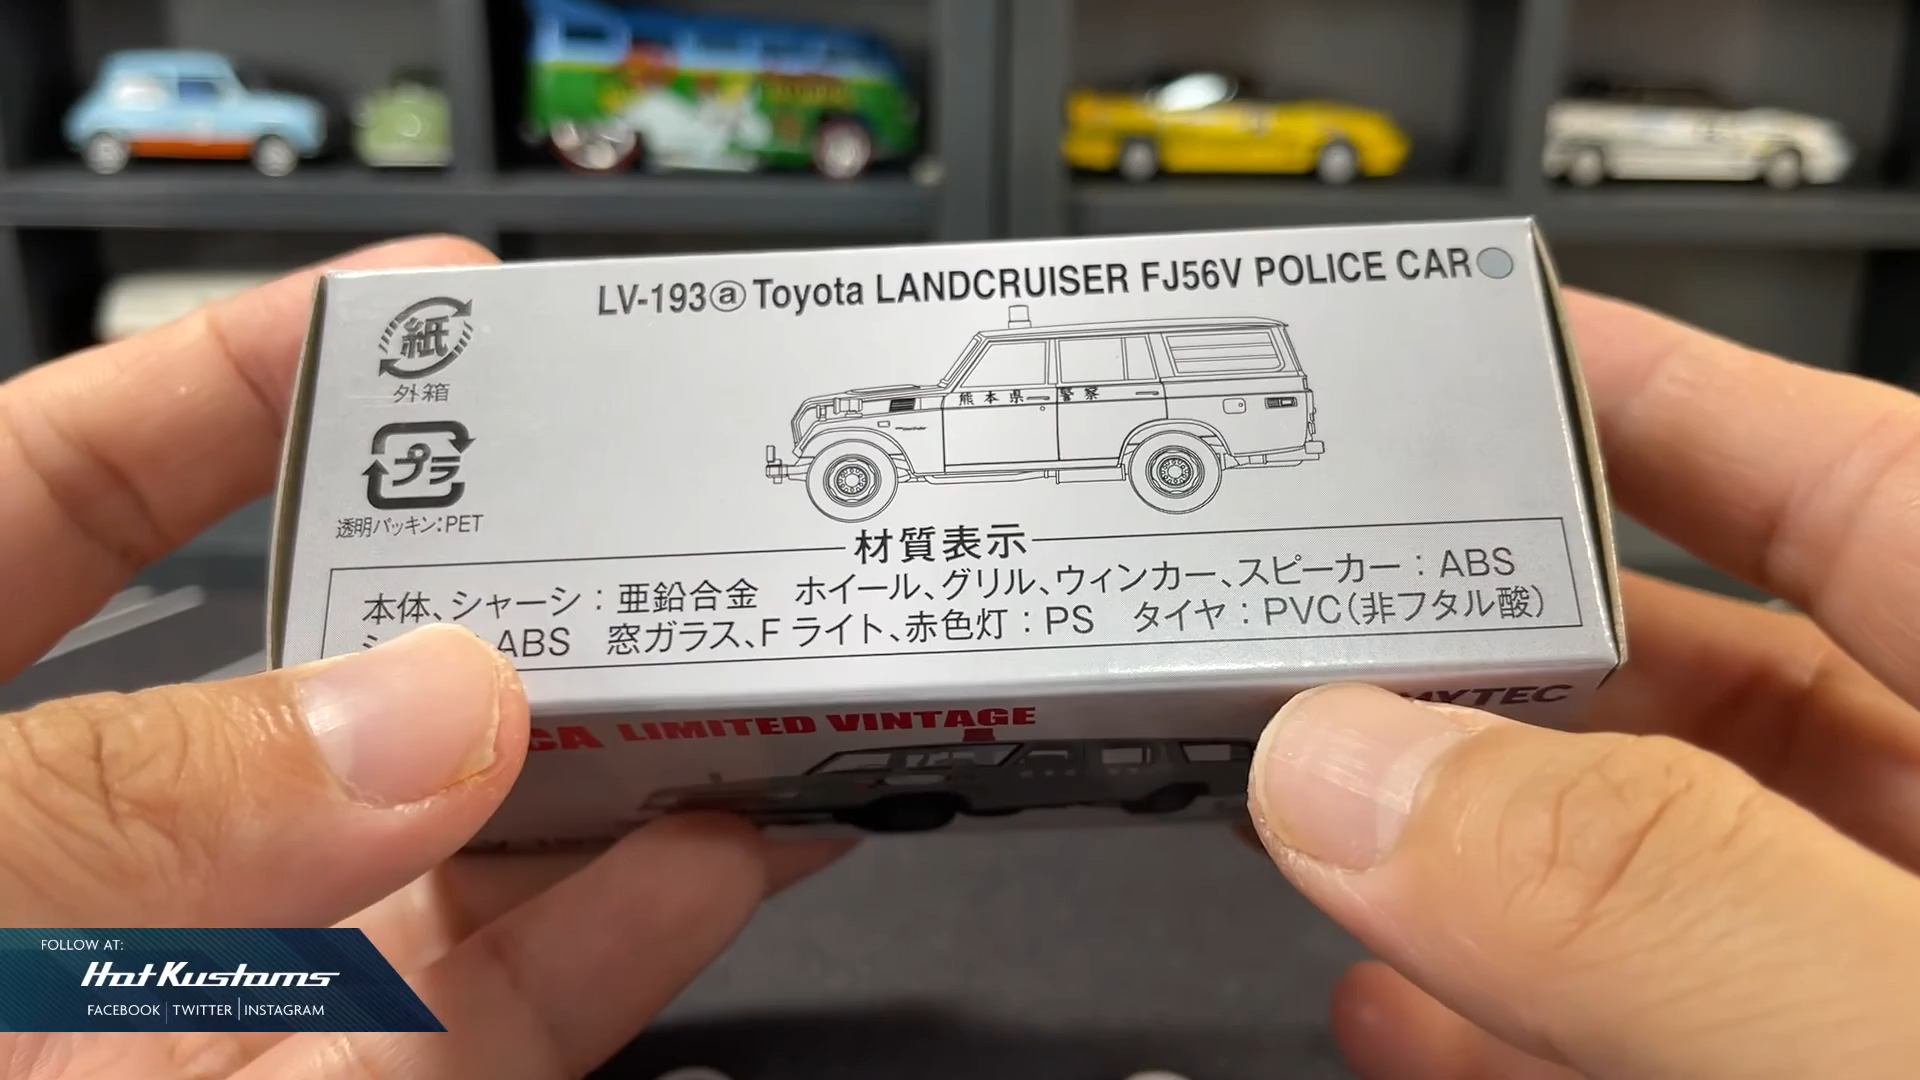 LV-193ⓐ Toyota LANDCRUISER FJ56V POLICE CAR
紙
外箱
プラ
透明パッキン:PET
熊本県 警察
材質表示
本体、シャーシ:亜鉛合金 ホイール、グリル、ウィンカー、スピーカー:ABS
ABS 窓ガラス、F ライト、赤色灯:PS タイヤ:PVC(非フタル酸)
LIMITED VINTAGE
FOLLOW AT:
HotKustoms
FACEBOOK | TWITTER | INSTAGRAM